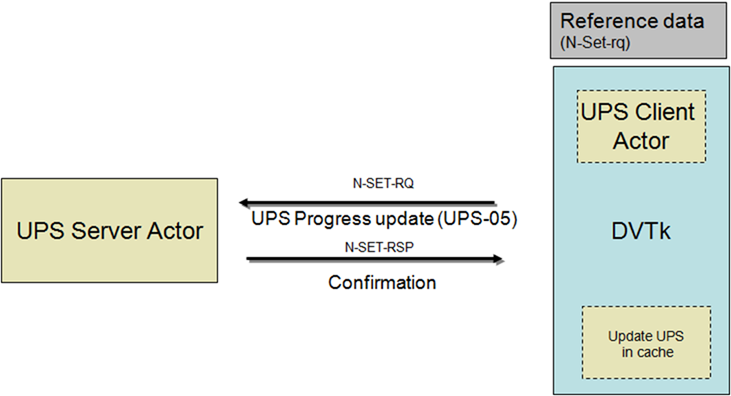 Reference data
(N-Set-rq)
UPS Client
Actor
N-SET-RQ
UPS Progress update (UPS-05)
UPS Server Actor
DVTk
N-SET-RSP
Confirmation
Update UPS
in cache